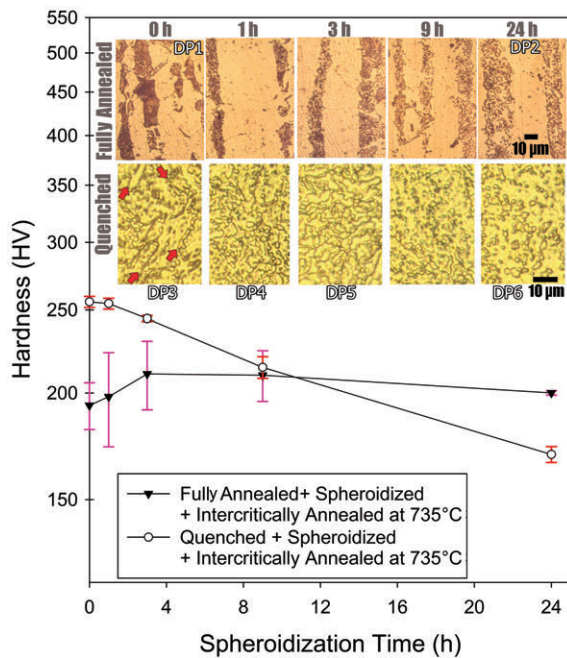 0 h 1 h 3 h 9 h 24 h
DP1 DP2
Fully Annealed
10 μm
Quenched
DP3 DP4 DP5 DP6
10 μm
Hardness (HV)
550
500
450
400
350
300
250
200
150
Fully Annealed+ Spheroidized
+ Intercritically Annealed at 735°C
Quenched + Spheroidized
+ Intercritically Annealed at 735°C
0 4 8 12 16 20 24
Spheroidization Time (h)